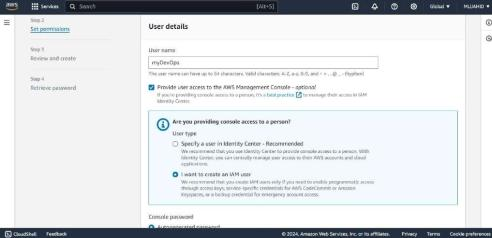 aws
Services
Search
[Alt+S]
Global
MUJAHID
Step 2
Set permissions
Step 3
Review and create
Step 4
Retrieve password
User details
User name
myDevOps
The user name can have up to 64 characters. Valid characters: A-Z, a-z, 0-9, and + = , . @ _ - (hyphen)
Provide user access to the AWS Management Console - optional
If you're providing console access to a person, it's a best practice to manage their access in IAM
Identity Center.
Are you providing console access to a person?
User type
Specify a user in Identity Center - Recommended
We recommend that you use Identity Center to provide console access to a person. With
Identity Center, you can centrally manage user access to their AWS accounts and cloud
applications.
I want to create an IAM user
We recommend that you create IAM users only if you need to enable programmatic access
through access keys, service-specific credentials for AWS CodeCommit or Amazon
Keyspaces, or a backup credential for emergency account access.
Console password
Autogenerated password
CloudShell
Feedback
© 2024, Amazon Web Services, Inc. or its affiliates.
Privacy
Terms
Cookie preferences